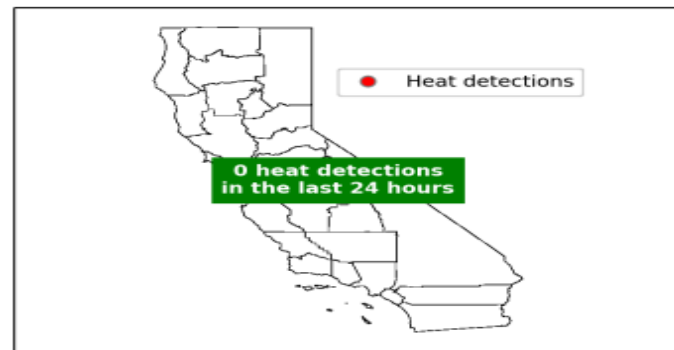 Heat detections
0 heat detections
in the last 24 hours